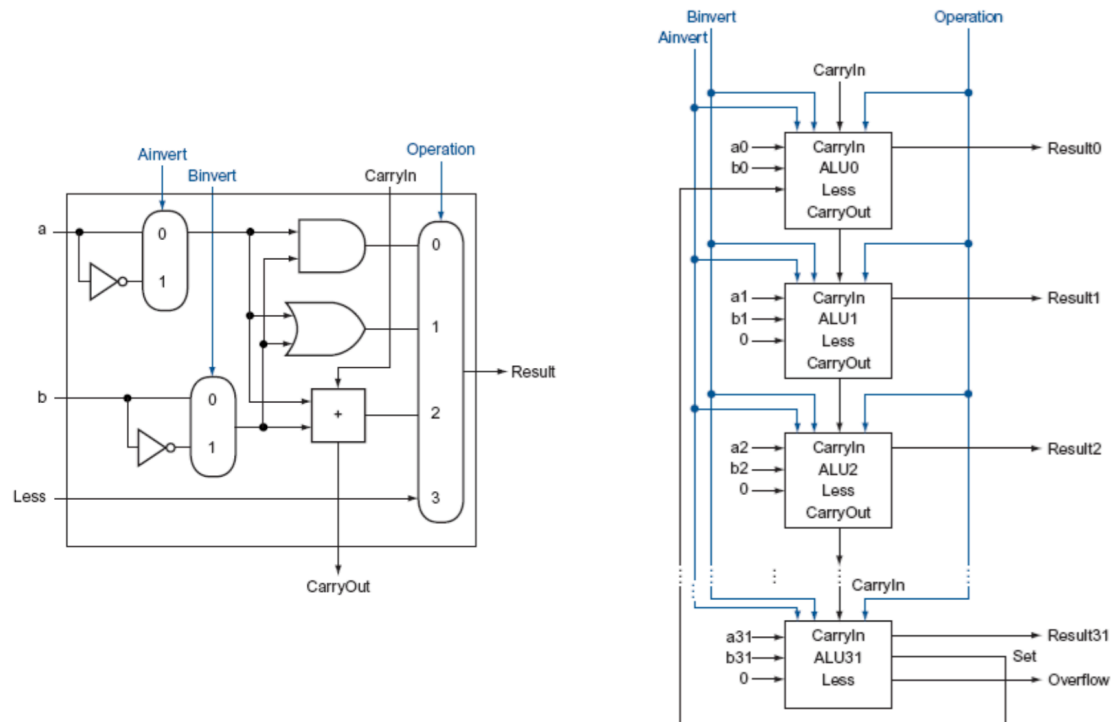 Ainvert
Binvert
Operation
CarryIn
a
0
1
0
1
b
0
1
+
2
Result
Less
3
CarryOut
Binvert
Ainvert
Operation
CarryIn
a0
b0
CarryIn
ALU0
Less
CarryOut
Result0
a1
b1
0
CarryIn
ALU1
Less
CarryOut
Result1
a2
b2
0
CarryIn
ALU2
Less
CarryOut
Result2
CarryIn
a31
b31
0
CarryIn
ALU31
Less
Result31
Set
Overflow